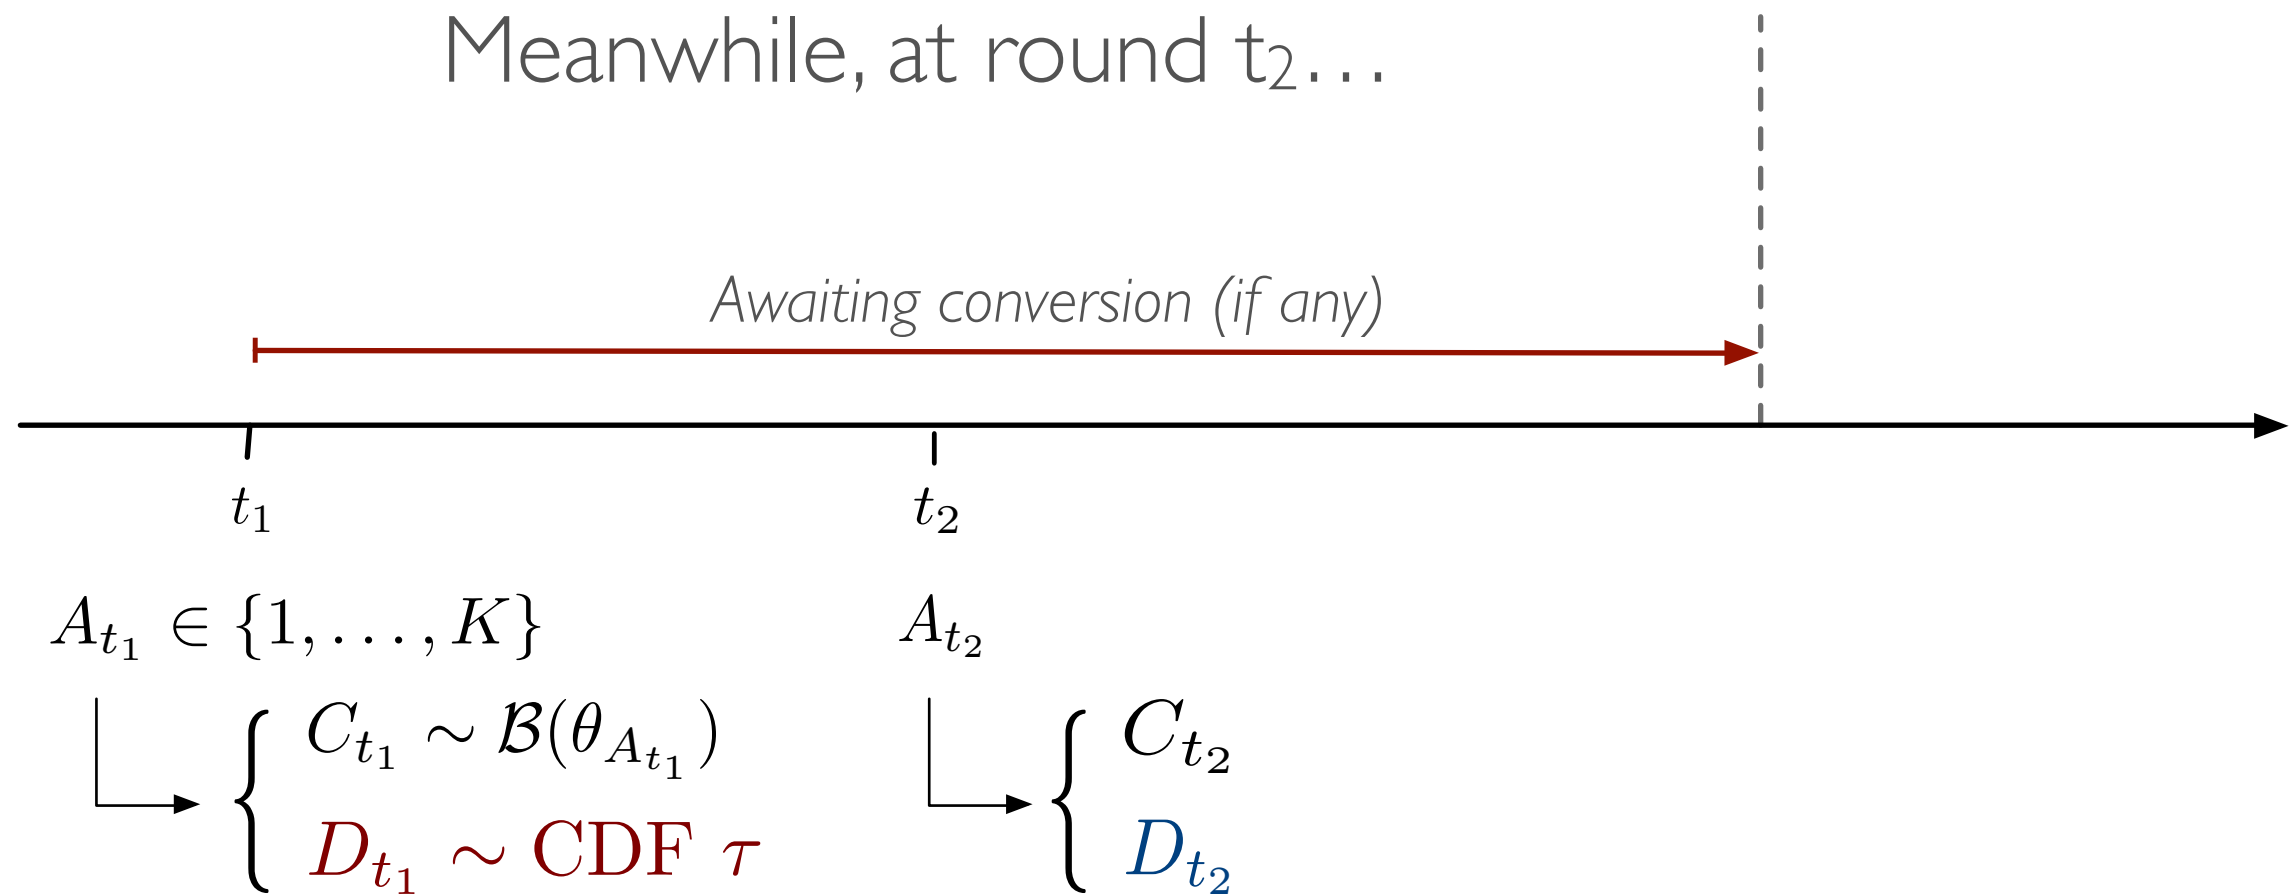 Meanwhile, at round t₂…
Awaiting conversion (if any)
t₁ t₂
A_{t₁} ∈ {1, . . . , K} A_{t₂}
C_{t₁} ∼ ℬ(θ_{A_{t₁}}) C_{t₂}
D_{t₁} ∼ CDF τ D_{t₂}